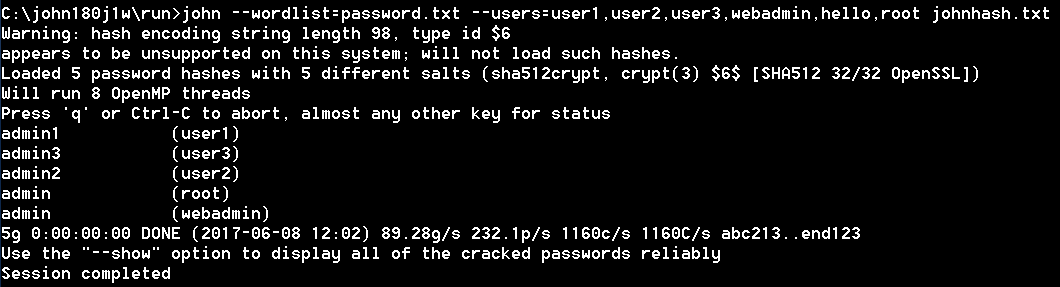 C:\john180j1w\run>john --wordlist=password.txt --users=user1,user2,user3,webadmin,hello,root johnhash.txt
Warning: hash encoding string length 98, type id $6
appears to be unsupported on this system; will not load such hashes.
Loaded 5 password hashes with 5 different salts (sha512crypt, crypt(3) $6$ [SHA512 32/32 OpenSSL])
Will run 8 OpenMP threads
Press 'q' or Ctrl-C to abort, almost any other key for status
admin1           (user1)
admin3           (user3)
admin2           (user2)
admin            (root)
admin            (webadmin)
5g 0:00:00:00 DONE (2017-06-08 12:02) 89.28g/s 232.1p/s 1160c/s 1160C/s abc213..end123
Use the "--show" option to display all of the cracked passwords reliably
Session completed